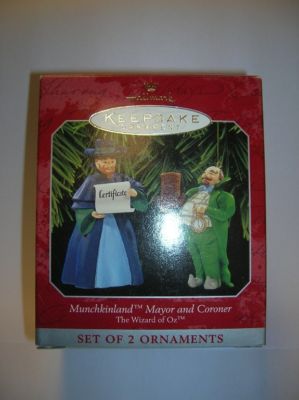 Hallmark
KEEPSAKE
ORNAMENT
Certificate
Munchkinland™ Mayor and Coroner
The Wizard of Oz™
SET OF 2 ORNAMENTS